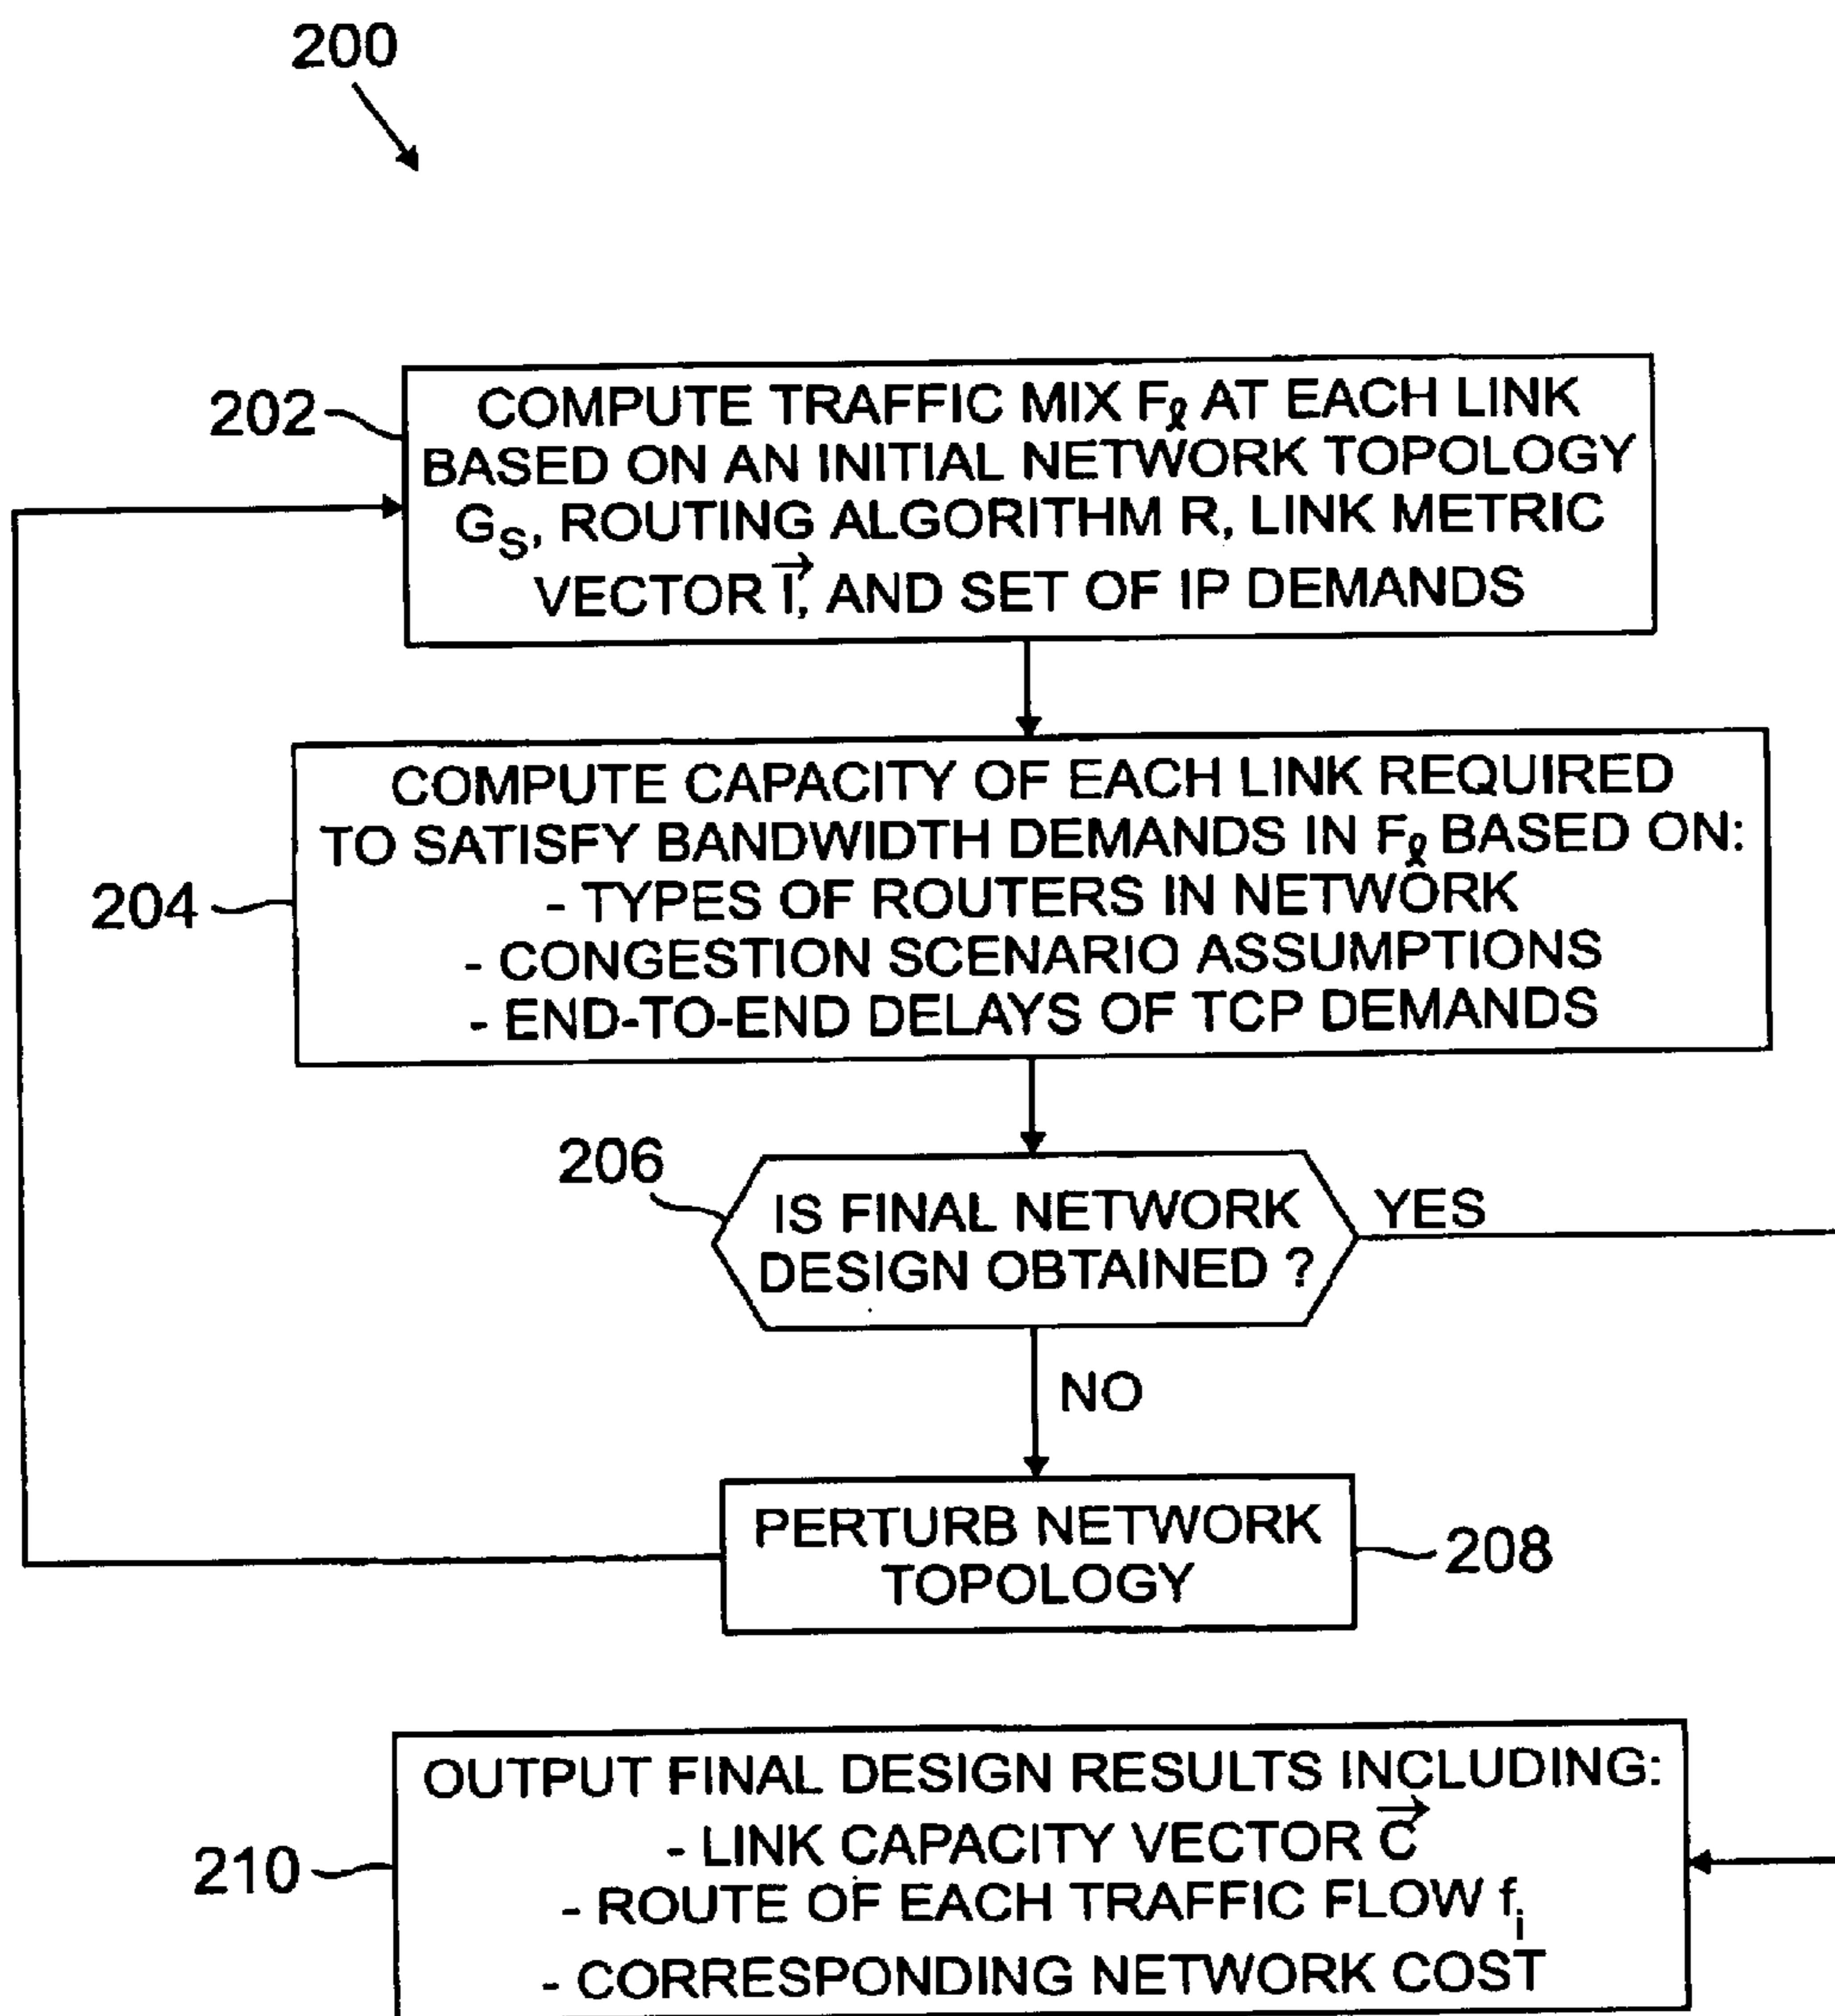 200
202
COMPUTE TRAFFIC MIX Fℓ AT EACH LINK
BASED ON AN INITIAL NETWORK TOPOLOGY
GS, ROUTING ALGORITHM R, LINK METRIC
VECTOR I⃗, AND SET OF IP DEMANDS
204
COMPUTE CAPACITY OF EACH LINK REQUIRED
TO SATISFY BANDWIDTH DEMANDS IN Fℓ BASED ON:
- TYPES OF ROUTERS IN NETWORK
- CONGESTION SCENARIO ASSUMPTIONS
- END-TO-END DELAYS OF TCP DEMANDS
206
IS FINAL NETWORK
DESIGN OBTAINED ?
YES
NO
PERTURB NETWORK
TOPOLOGY
208
210
OUTPUT FINAL DESIGN RESULTS INCLUDING:
- LINK CAPACITY VECTOR C⃗
- ROUTE OF EACH TRAFFIC FLOW fi
- CORRESPONDING NETWORK COST